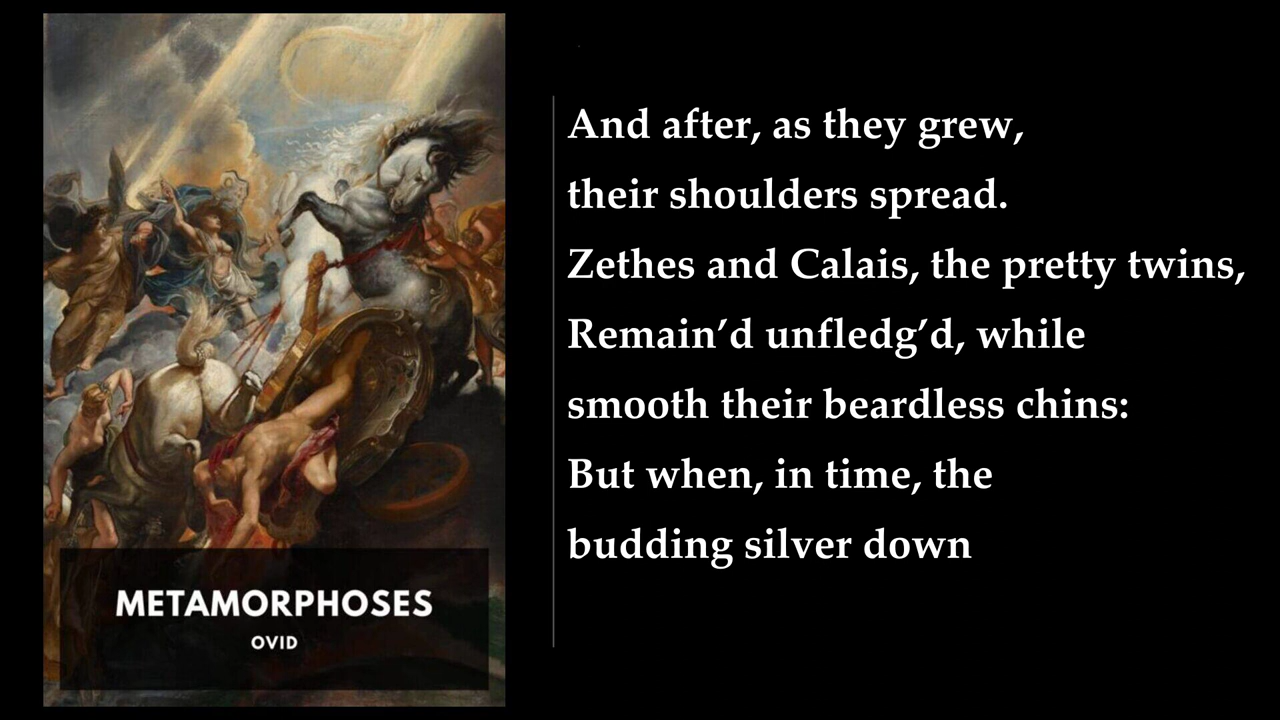 METAMORPHOSES
OVID
And after, as they grew,
their shoulders spread.
Zethes and Calais, the pretty twins,
Remain’d unfledg’d, while
smooth their beardless chins:
But when, in time, the
budding silver down